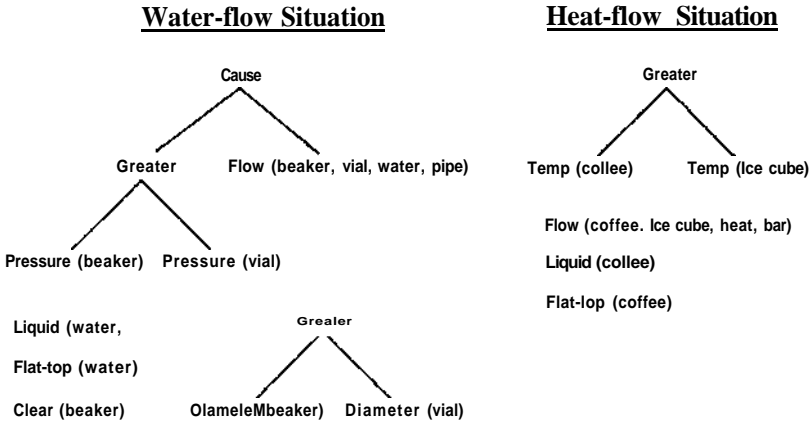 Water-flow Situation
Heat-flow Situation
Cause
Greater
Flow (beaker, vial, water, pipe)
Pressure (beaker) Pressure (vial)
Liquid (water,
Flat-top (water)
Clear (beaker)
Grealer
OlameleMbeaker) Diameter (vial)
Greater
Temp (collee) Temp (Ice cube)
Flow (coffee. Ice cube, heat, bar)
Liquid (collee)
Flat-lop (coffee)